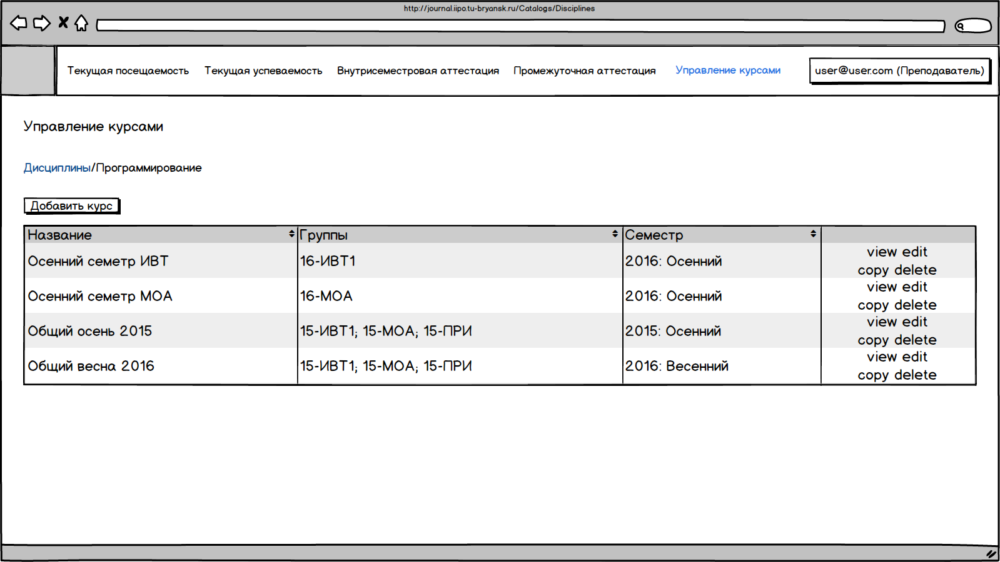 http://journal.iipo.tu-bryansk.ru/Catalogs/Disciplines
Текущая посещаемость Текущая успеваемость Внутрисеместровая аттестация Промежуточная аттестация Управление курсами user@user.com (Преподаватель)
Управление курсами
Дисциплины/Программирование
Добавить курс
Название Группы Семестр
Осенний семетр ИВТ 16-ИВТ1 2016: Осенний view edit
copy delete
Осенний семетр МОА 16-МОА 2016: Осенний view edit
copy delete
Общий осень 2015 15-ИВТ1; 15-МОА; 15-ПРИ 2015: Осенний view edit
copy delete
Общий весна 2016 15-ИВТ1; 15-МОА; 15-ПРИ 2016: Весенний view edit
copy delete